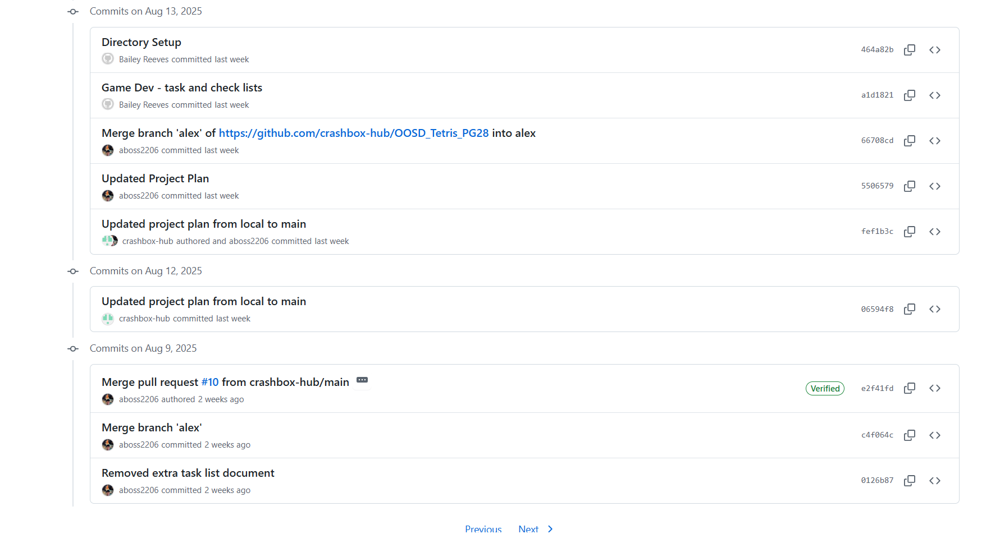 Commits on Aug 13, 2025
Directory Setup
Bailey Reeves committed last week
464a82b
Game Dev - task and check lists
Bailey Reeves committed last week
a1d1821
Merge branch 'alex' of https://github.com/crashbox-hub/OOSD_Tetris_PG28 into alex
aboss2206 committed last week
66708cd
Updated Project Plan
aboss2206 committed last week
5506579
Updated project plan from local to main
crashbox-hub authored and aboss2206 committed last week
fef1b3c
Commits on Aug 12, 2025
Updated project plan from local to main
crashbox-hub committed last week
06594f8
Commits on Aug 9, 2025
Merge pull request #10 from crashbox-hub/main
aboss2206 authored 2 weeks ago
Verified
e2f41fd
Merge branch 'alex'
aboss2206 committed 2 weeks ago
c4f064c
Removed extra task list document
aboss2206 committed 2 weeks ago
0126b87
Previous Next